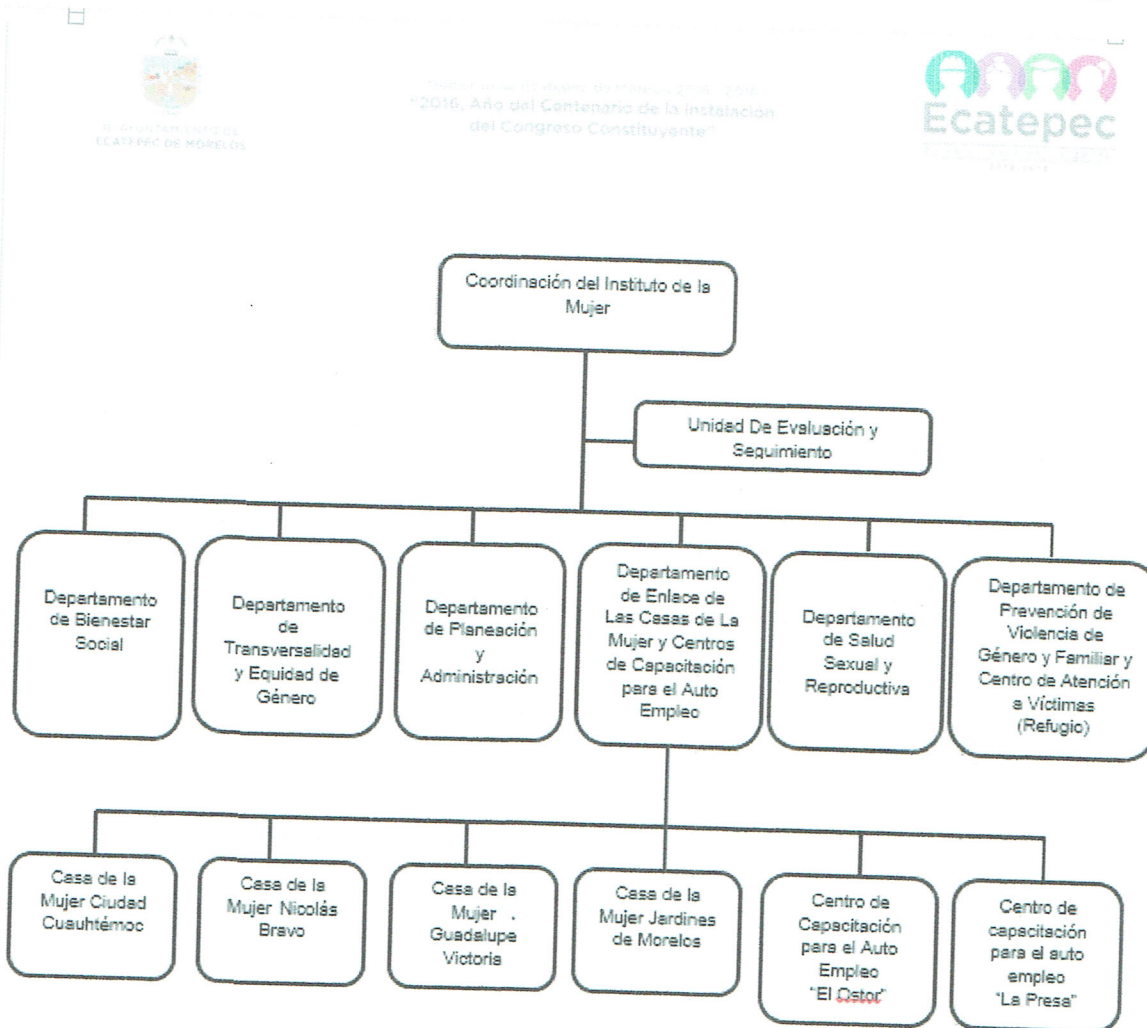 H. AYUNTAMIENTO DE
ECATEPEC DE MORELOS
"2016, Año del Centenario de la Instalación
del Congreso Constituyente"
Ecatepec
Coordinación del Instituto de la
Mujer
Unidad De Evaluación y
Seguimiento
Departamento
de Bienestar
Social
Departamento
de
Transversalidad
y Equidad de
Género
Departamento
de Planeación
y
Administración
Departamento
de Enlace de
Las Casas de La
Mujer y Centros
de Capacitación
para el Auto
Empleo
Departamento
de Salud
Sexual y
Reproductiva
Departamento de
Prevención de
Violencia de
Género y Familiar y
Centro de Atención
a Víctimas
(Refugio)
Casa de la
Mujer Ciudad
Cuauhtémoc
Casa de la
Mujer Nicolás
Bravo
Casa de la
Mujer
Guadalupe
Victoria
Casa de la
Mujer Jardines
de Morelos
Centro de
Capacitación
para el Auto
Empleo
"El Ostor"
Centro de
capacitación
para el auto
empleo
"La Presa"